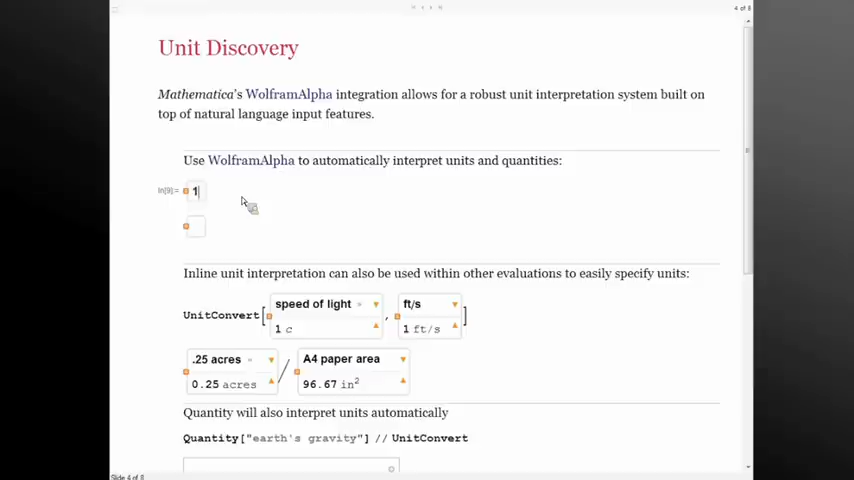 4 of 8
Unit Discovery
Mathematica's WolframAlpha integration allows for a robust unit interpretation system built on
top of natural language input features.
Use WolframAlpha to automatically interpret units and quantities:
In[9]:= 1
Inline unit interpretation can also be used within other evaluations to easily specify units:
UnitConvert[ speed of light , ft/s ]
1 c 1 ft/s
.25 acres / A4 paper area
0.25 acres 96.67 in²
Quantity will also interpret units automatically
Quantity["earth's gravity"] // UnitConvert
Slide 4 of 8